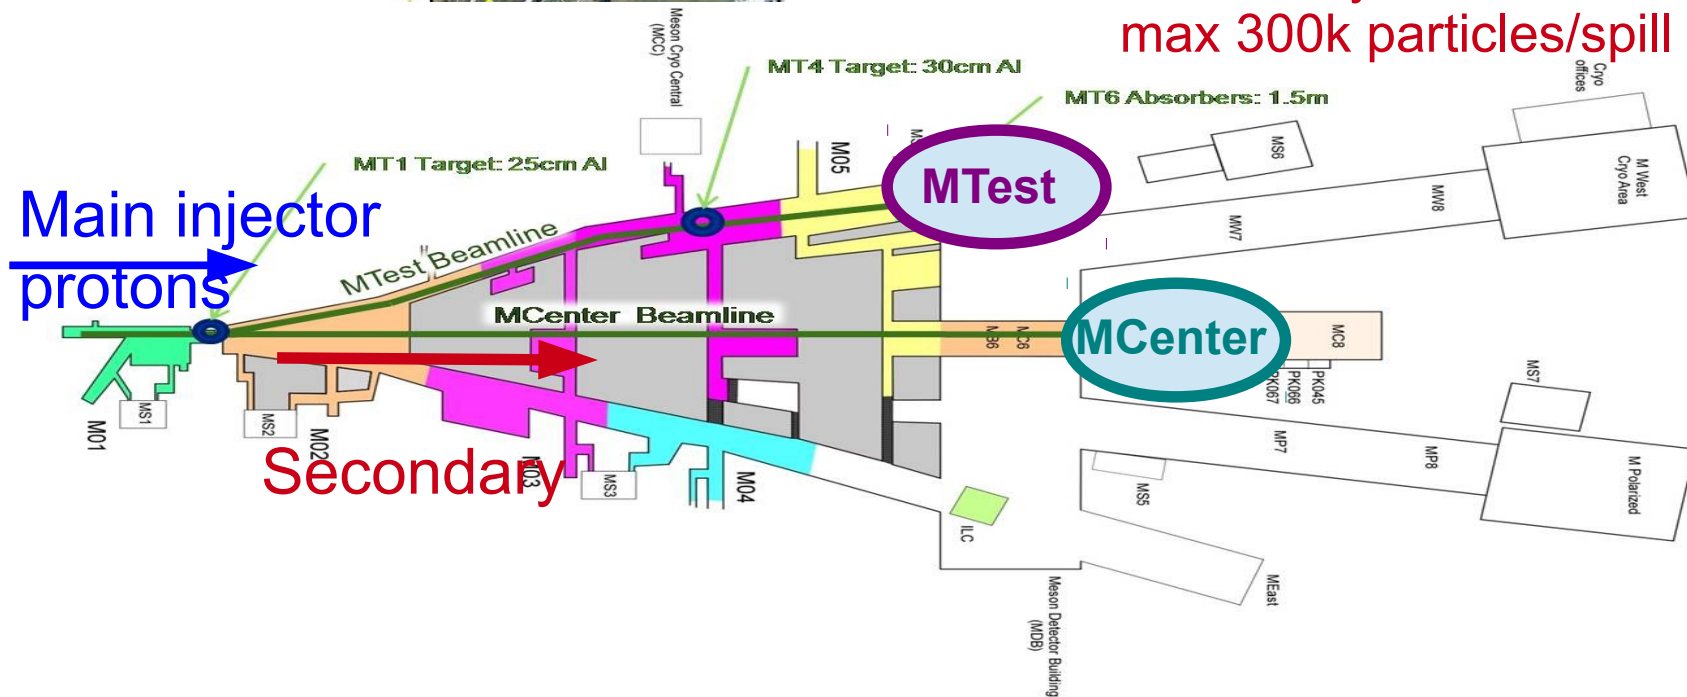 max 300k particles/spill
Meson Cryo Central
(MCC)
MT4 Target: 30cm Al
MT6 Absorbers: 1.5m
Cryo
offices
MT1 Target: 25cm Al
M05
MS6
M West
Cryo Area
MTest
Main injector
protons
MW8
MW7
MTest Beamline
MCenter Beamline
MB6
MC6
MCenter
MC8
PK067
PK066
PK045
MS7
MS1
M01
MS2
M02
Secondary
M03
MS3
M04
MP7
MP8
M Polarized
MS5
ILC
MEast
Meson Detector Building
(MDB)